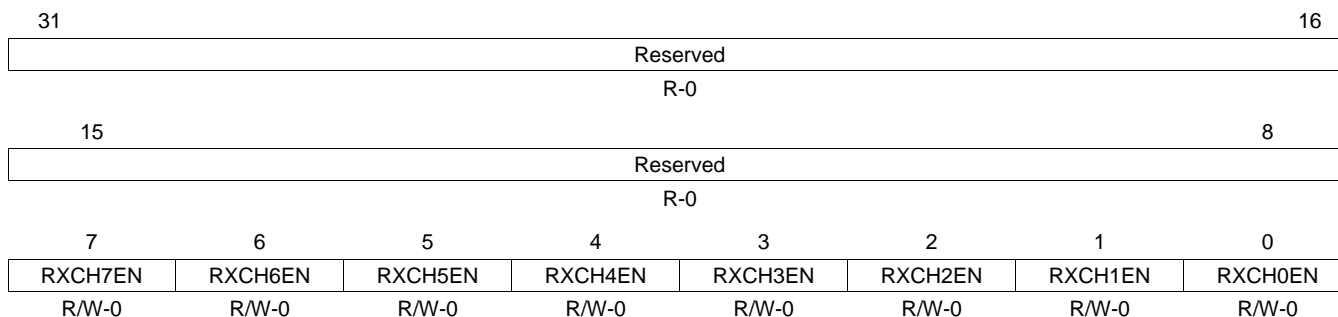 31 16
Reserved
R-0
15 8
Reserved
R-0
7 6 5 4 3 2 1 0
RXCH7EN RXCH6EN RXCH5EN RXCH4EN RXCH3EN RXCH2EN RXCH1EN RXCH0EN
R/W-0 R/W-0 R/W-0 R/W-0 R/W-0 R/W-0 R/W-0 R/W-0